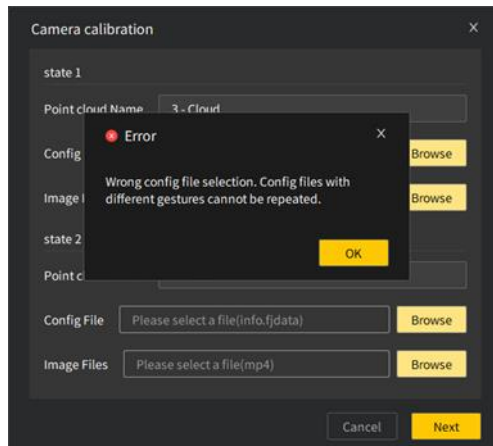 Camera calibration
state 1
Point cloud Name 3 - Cloud
Error
Config Browse
Wrong config file selection. Config files with
different gestures cannot be repeated.
Image Browse
state 2
OK
Point c
Config File Please select a file(info.fjdata) Browse
Image Files Please select a file(mp4) Browse
Cancel Next